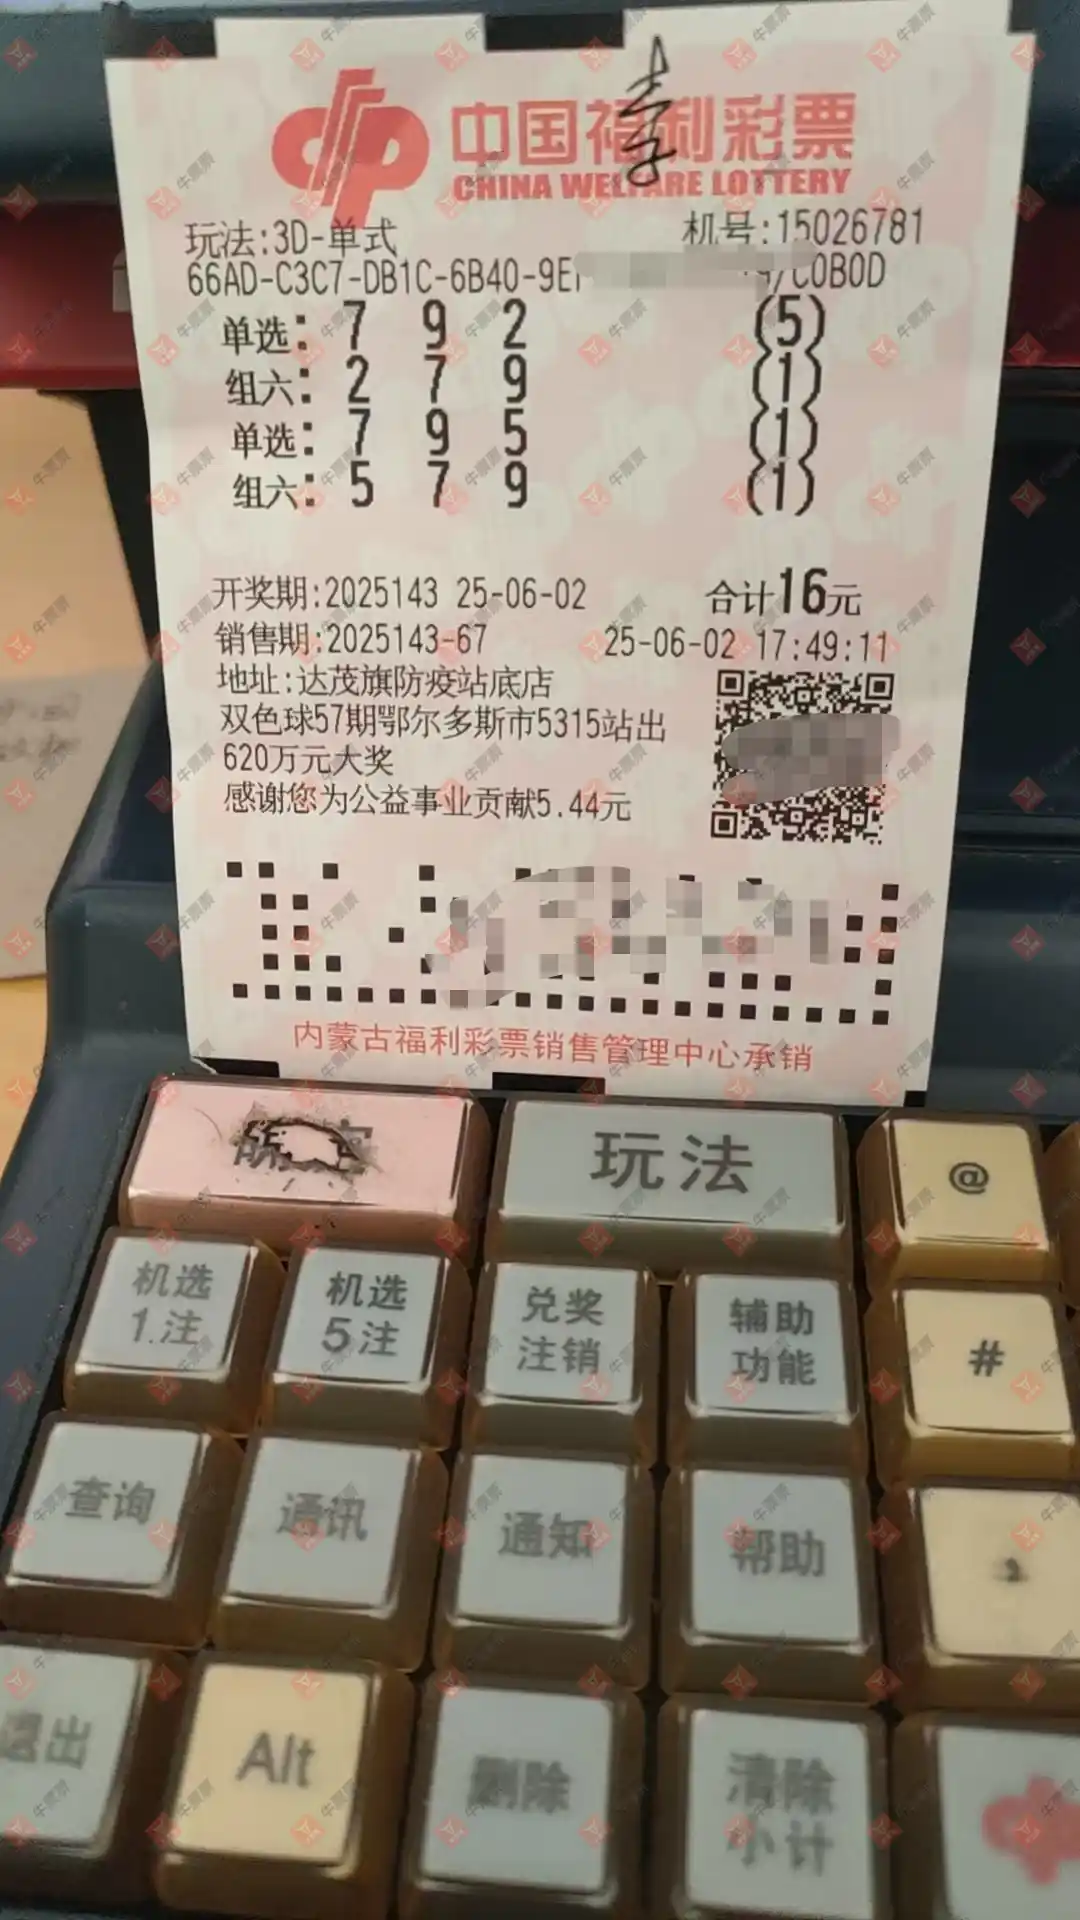 中国福利彩票
CHINA WELFARE LOTTERY
玩法:3D-单式 机号:15026781
66AD-C3C7-DB1C-6B40-9E /C0B0D
单选: 7 9 2 (5)
组六: 2 7 9 (1)
单选: 7 9 5 (1)
组六: 5 7 9 (1)
开奖期:2025143 25-06-02 合计16元
销售期:2025143-67 25-06-02 17:49:11
地址:达茂旗防疫站底店
双色球57期鄂尔多斯市5315站出
620万元大奖
感谢您为公益事业贡献5.44元
内蒙古福利彩票销售管理中心承销
玩法 @
机选 机选 兑奖 辅助 #
1.注 5注 注销 功能
查询 通讯 通知 帮助
退出 Alt 删除 清除
小计
牛票票